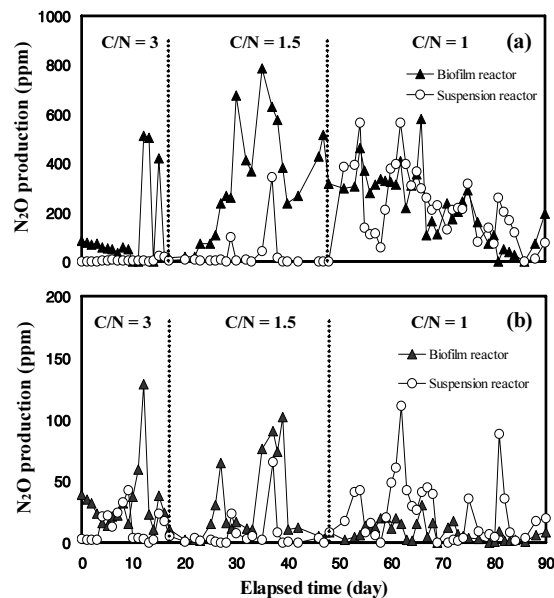 1000
C/N = 3
C/N = 1.5
C/N = 1
(a)
800
Biofilm reactor
Suspension reactor
600
400
200
0
N₂O production (ppm)
200
C/N = 3
C/N = 1.5
C/N = 1
(b)
Biofilm reactor
150
Suspension reactor
100
50
0
N₂O production (ppm)
0 10 20 30 40 50 60 70 80 90
Elapsed time (day)